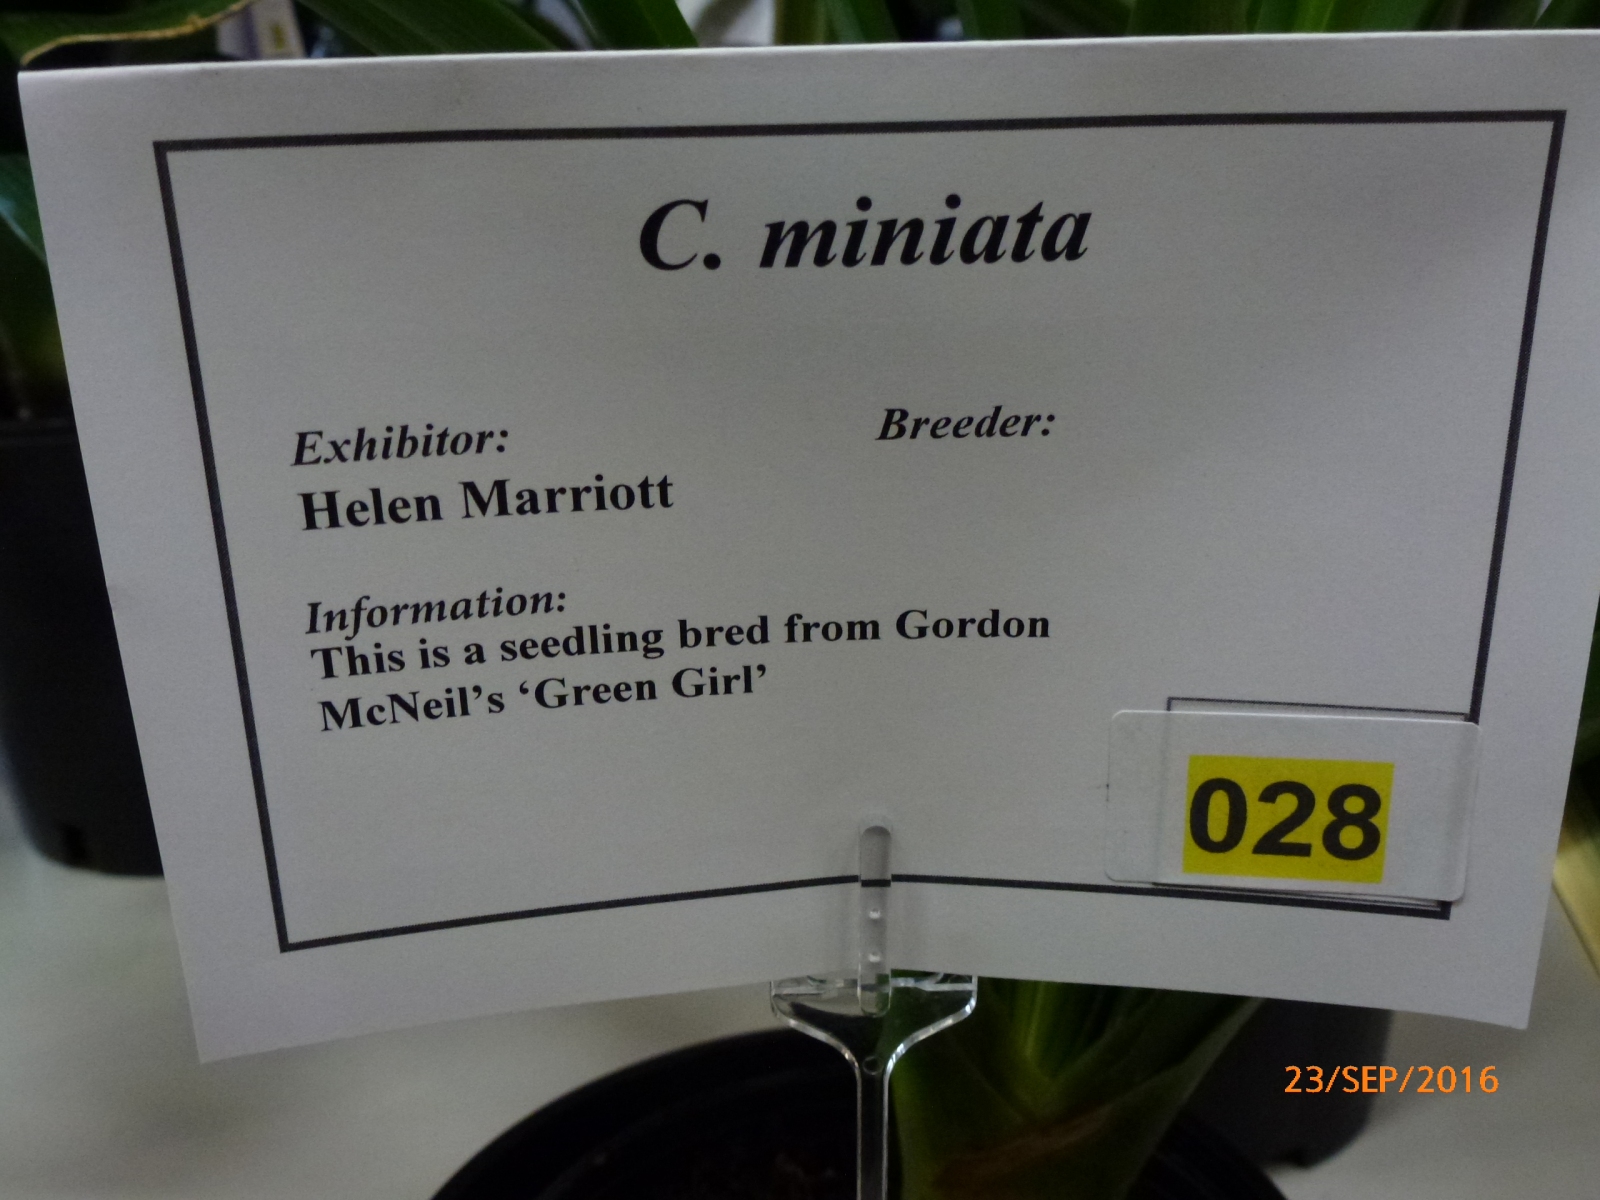 C. miniata
Exhibitor:
Helen Marriott
Breeder:
Information:
This is a seedling bred from Gordon
McNeil's ‘Green Girl’
028
23/SEP/2016